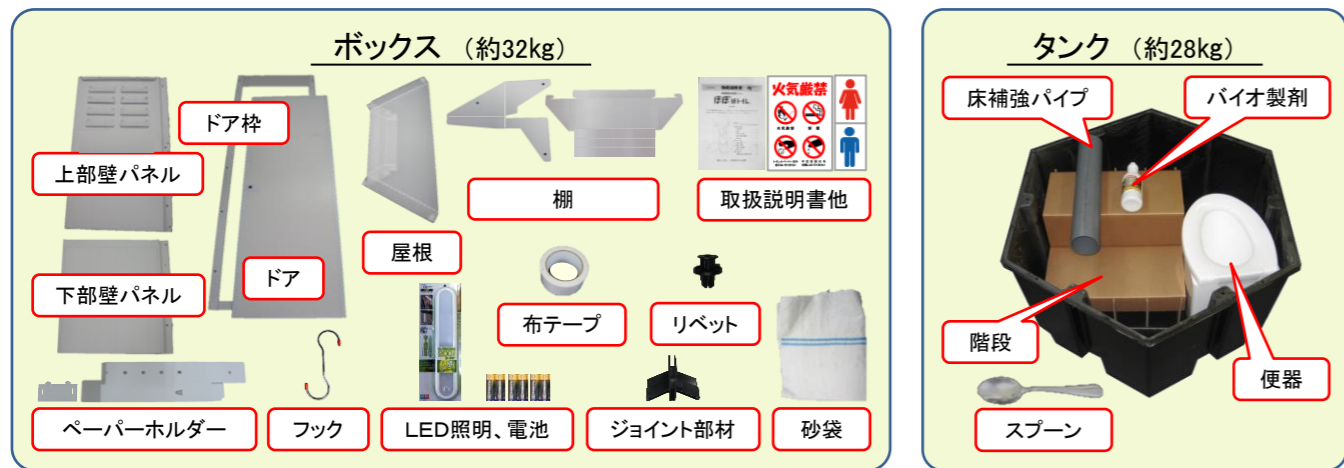 ボックス (約32kg)
ドア枠
上部壁パネル
下部壁パネル
ドア
屋根
棚
火気厳禁
取扱説明書他
布テープ
リベット
ペーパーホルダー
フック
LED照明、電池
ジョイント部材
砂袋
タンク (約28kg)
床補強パイプ
バイオ製剤
階段
便器
スプーン